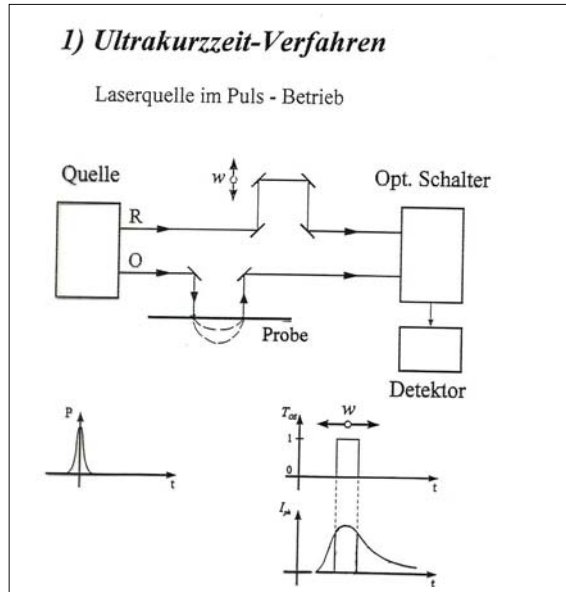 1) Ultrakurzzeit-Verfahren
Laserquelle im Puls - Betrieb
Quelle
w
Opt. Schalter
R
O
Probe
Detektor
P
t
w
1
0
t
t